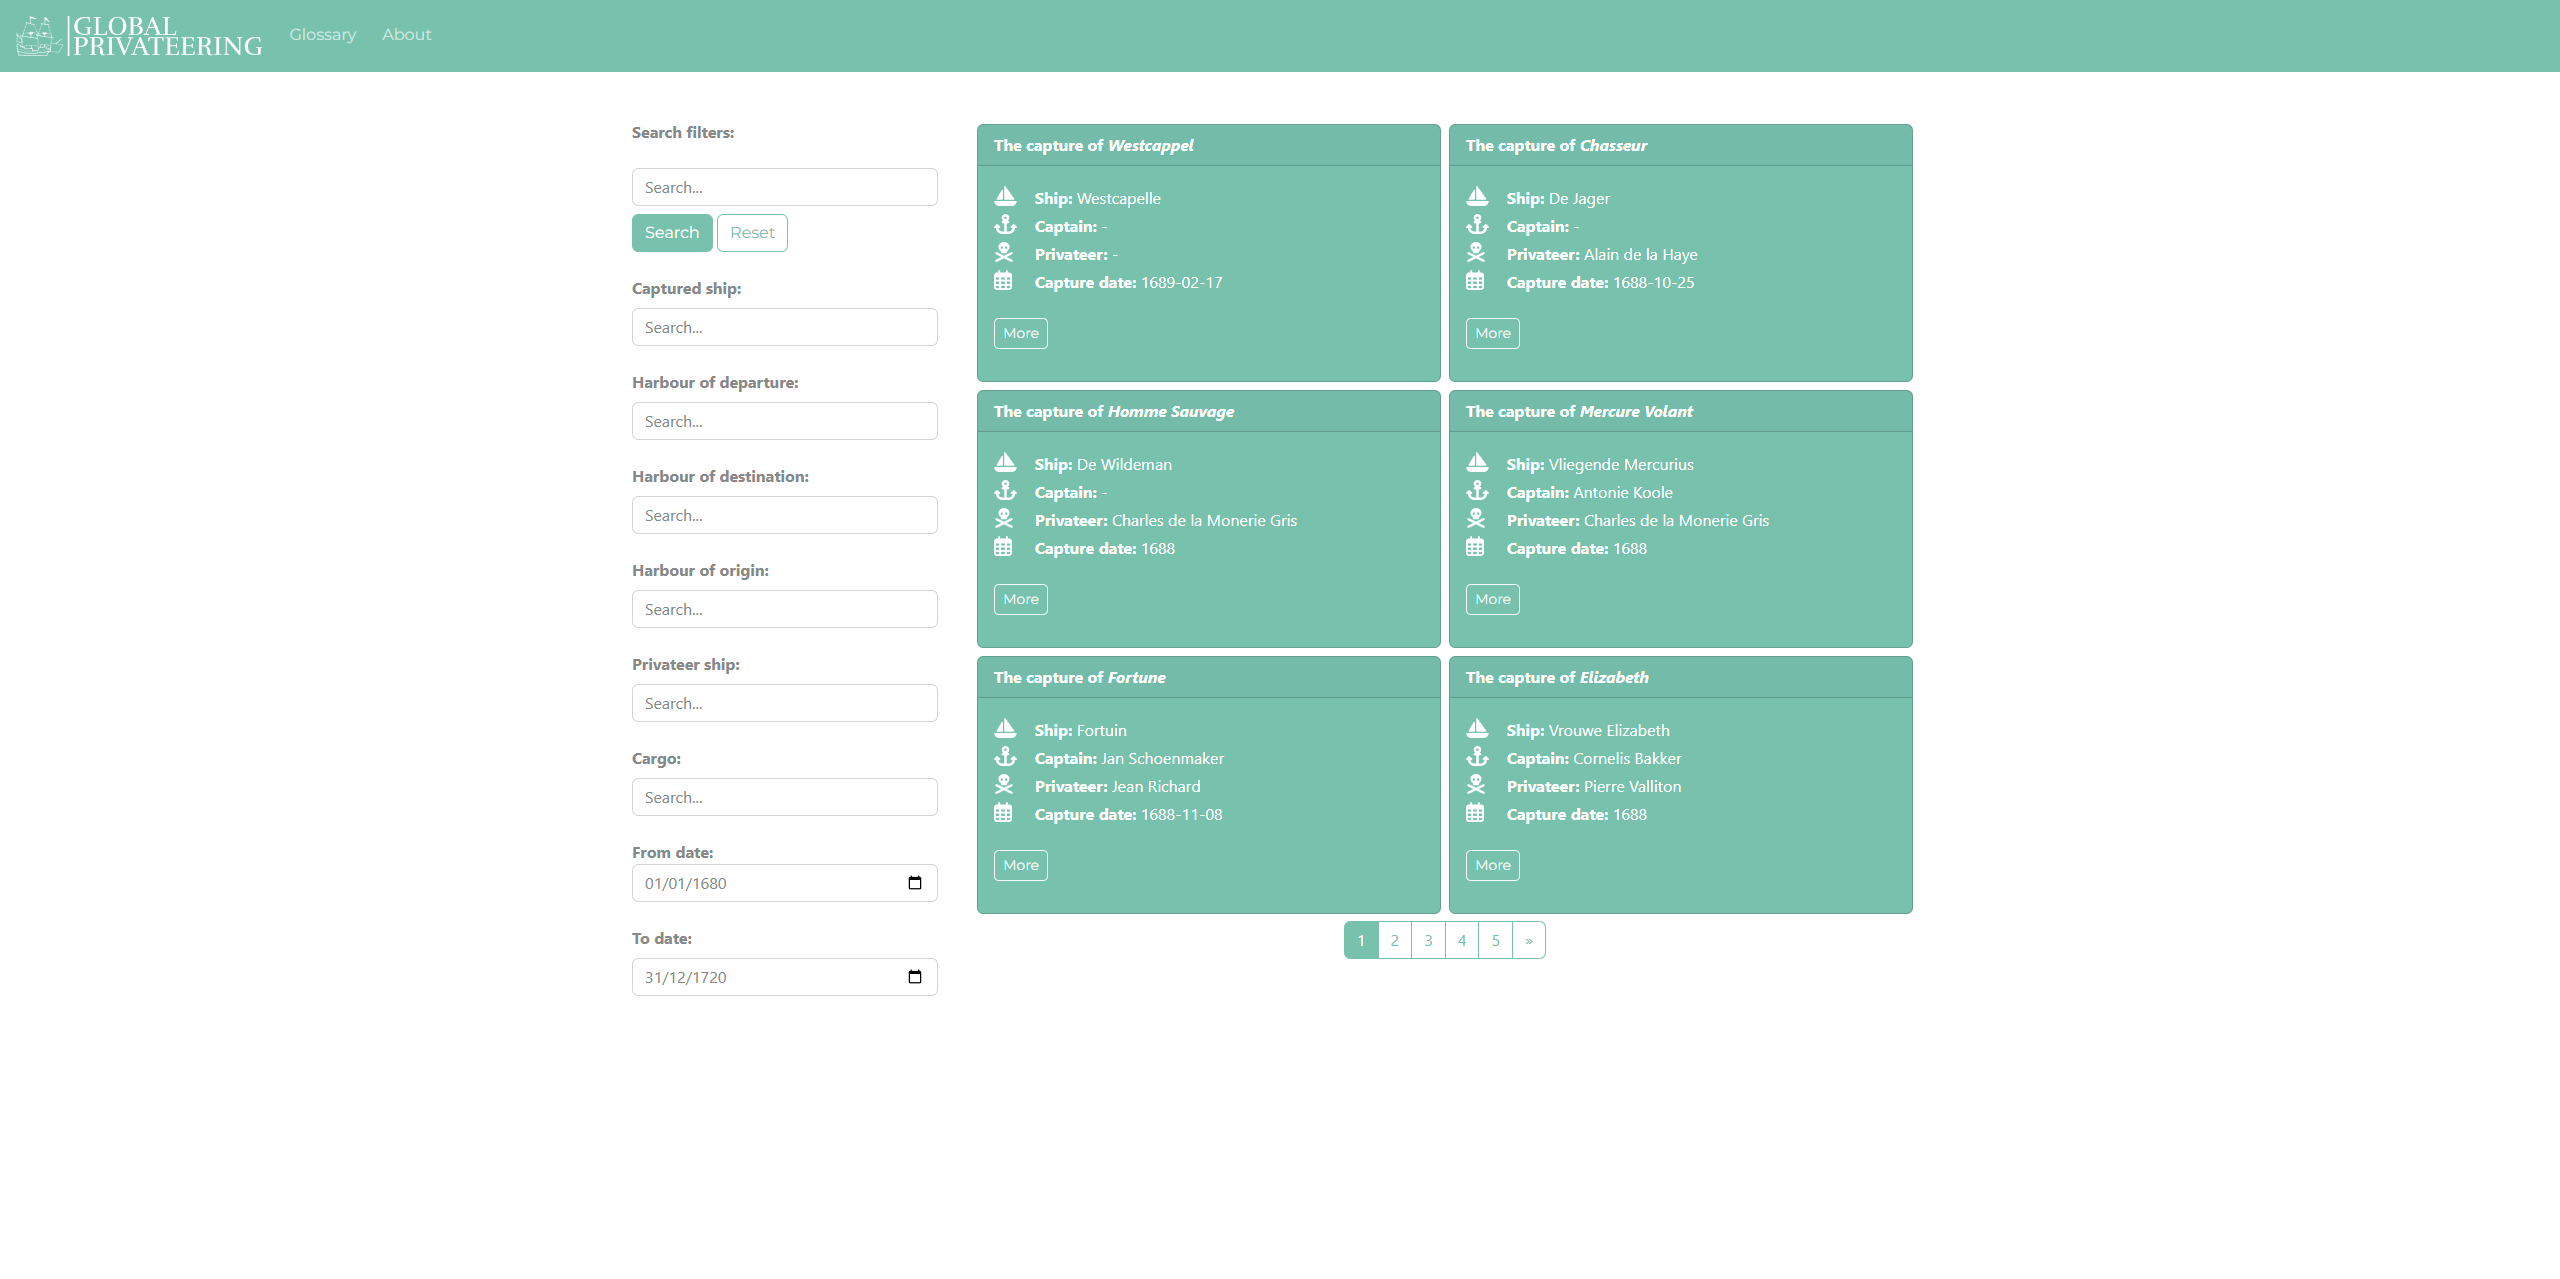 GLOBAL
PRIVATEERING
Glossary
About
Search filters:
Search...
Search
Reset
Captured ship:
Search...
Harbour of departure:
Search...
Harbour of destination:
Search...
Harbour of origin:
Search...
Privateer ship:
Search...
Cargo:
Search...
From date:
01/01/1680
To date:
31/12/1720
The capture of Westcappel
Ship: Westcapelle
Captain: -
Privateer: -
Capture date: 1689-02-17
More
The capture of Chasseur
Ship: De Jager
Captain: -
Privateer: Alain de la Haye
Capture date: 1688-10-25
More
The capture of Homme Sauvage
Ship: De Wildeman
Captain: -
Privateer: Charles de la Monerie Gris
Capture date: 1688
More
The capture of Mercure Volant
Ship: Vliegende Mercurius
Captain: Antonie Koole
Privateer: Charles de la Monerie Gris
Capture date: 1688
More
The capture of Fortune
Ship: Fortuin
Captain: Jan Schoenmaker
Privateer: Jean Richard
Capture date: 1688-11-08
More
The capture of Elizabeth
Ship: Vrouwe Elizabeth
Captain: Cornelis Bakker
Privateer: Pierre Valliton
Capture date: 1688
More
1 2 3 4 5 »